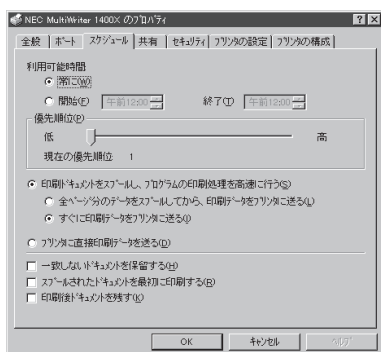 NEC MultiWriter 1400X のプロパティ
全般 ポート スケジュール 共有 セキュリティ プリンタの設定 プリンタの構成
利用可能時間
常に(W)
開始(F) 午前12:00 終了(T) 午前12:00
優先順位(P)
低 高
現在の優先順位 1
印刷ドキュメントをスプールし、プログラムの印刷処理を高速に行う(S)
全ページ分のデータをスプールしてから、印刷データをプリンタに送る(L)
すぐに印刷データをプリンタに送る(I)
プリンタに直接印刷データを送る(D)
一致しないドキュメントを保留する(H)
スプールされたドキュメントを最初に印刷する(R)
印刷後ドキュメントを残す(K)
OK キャンセル ヘルプ